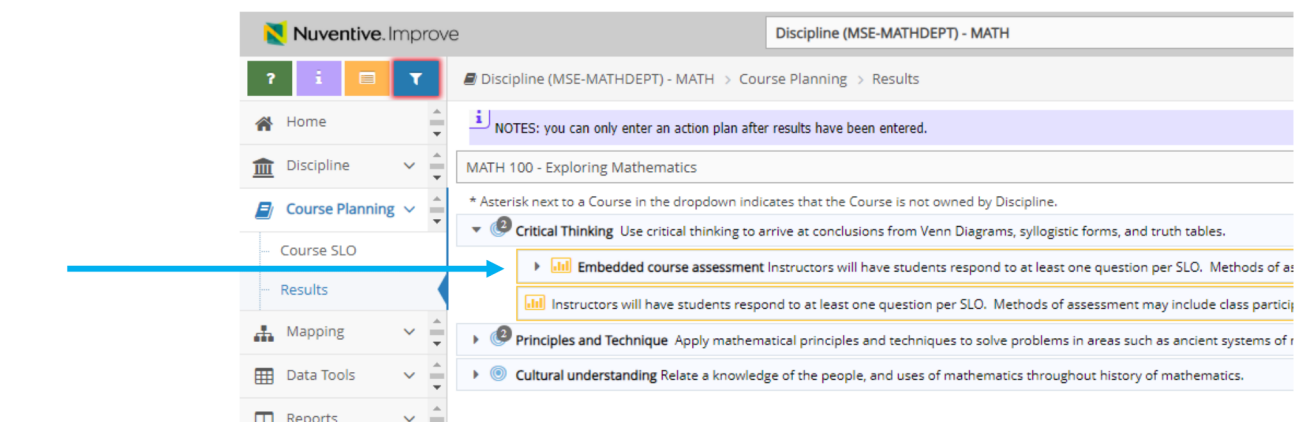 Nuventive.Improve
Discipline (MSE-MATHDEPT) - MATH
? i
Discipline (MSE-MATHDEPT) - MATH > Course Planning > Results
Home
i NOTES: you can only enter an action plan after results have been entered.
Discipline
MATH 100 - Exploring Mathematics
* Asterisk next to a Course in the dropdown indicates that the Course is not owned by Discipline.
Course Planning
2 Critical Thinking Use critical thinking to arrive at conclusions from Venn Diagrams, syllogistic forms, and truth tables.
Course SLO
Embedded course assessment Instructors will have students respond to at least one question per SLO. Methods of as
Results
Instructors will have students respond to at least one question per SLO. Methods of assessment may include class particip
Mapping
2 Principles and Technique Apply mathematical principles and techniques to solve problems in areas such as ancient systems of
Data Tools
Cultural understanding Relate a knowledge of the people, and uses of mathematics throughout history of mathematics.
Reports